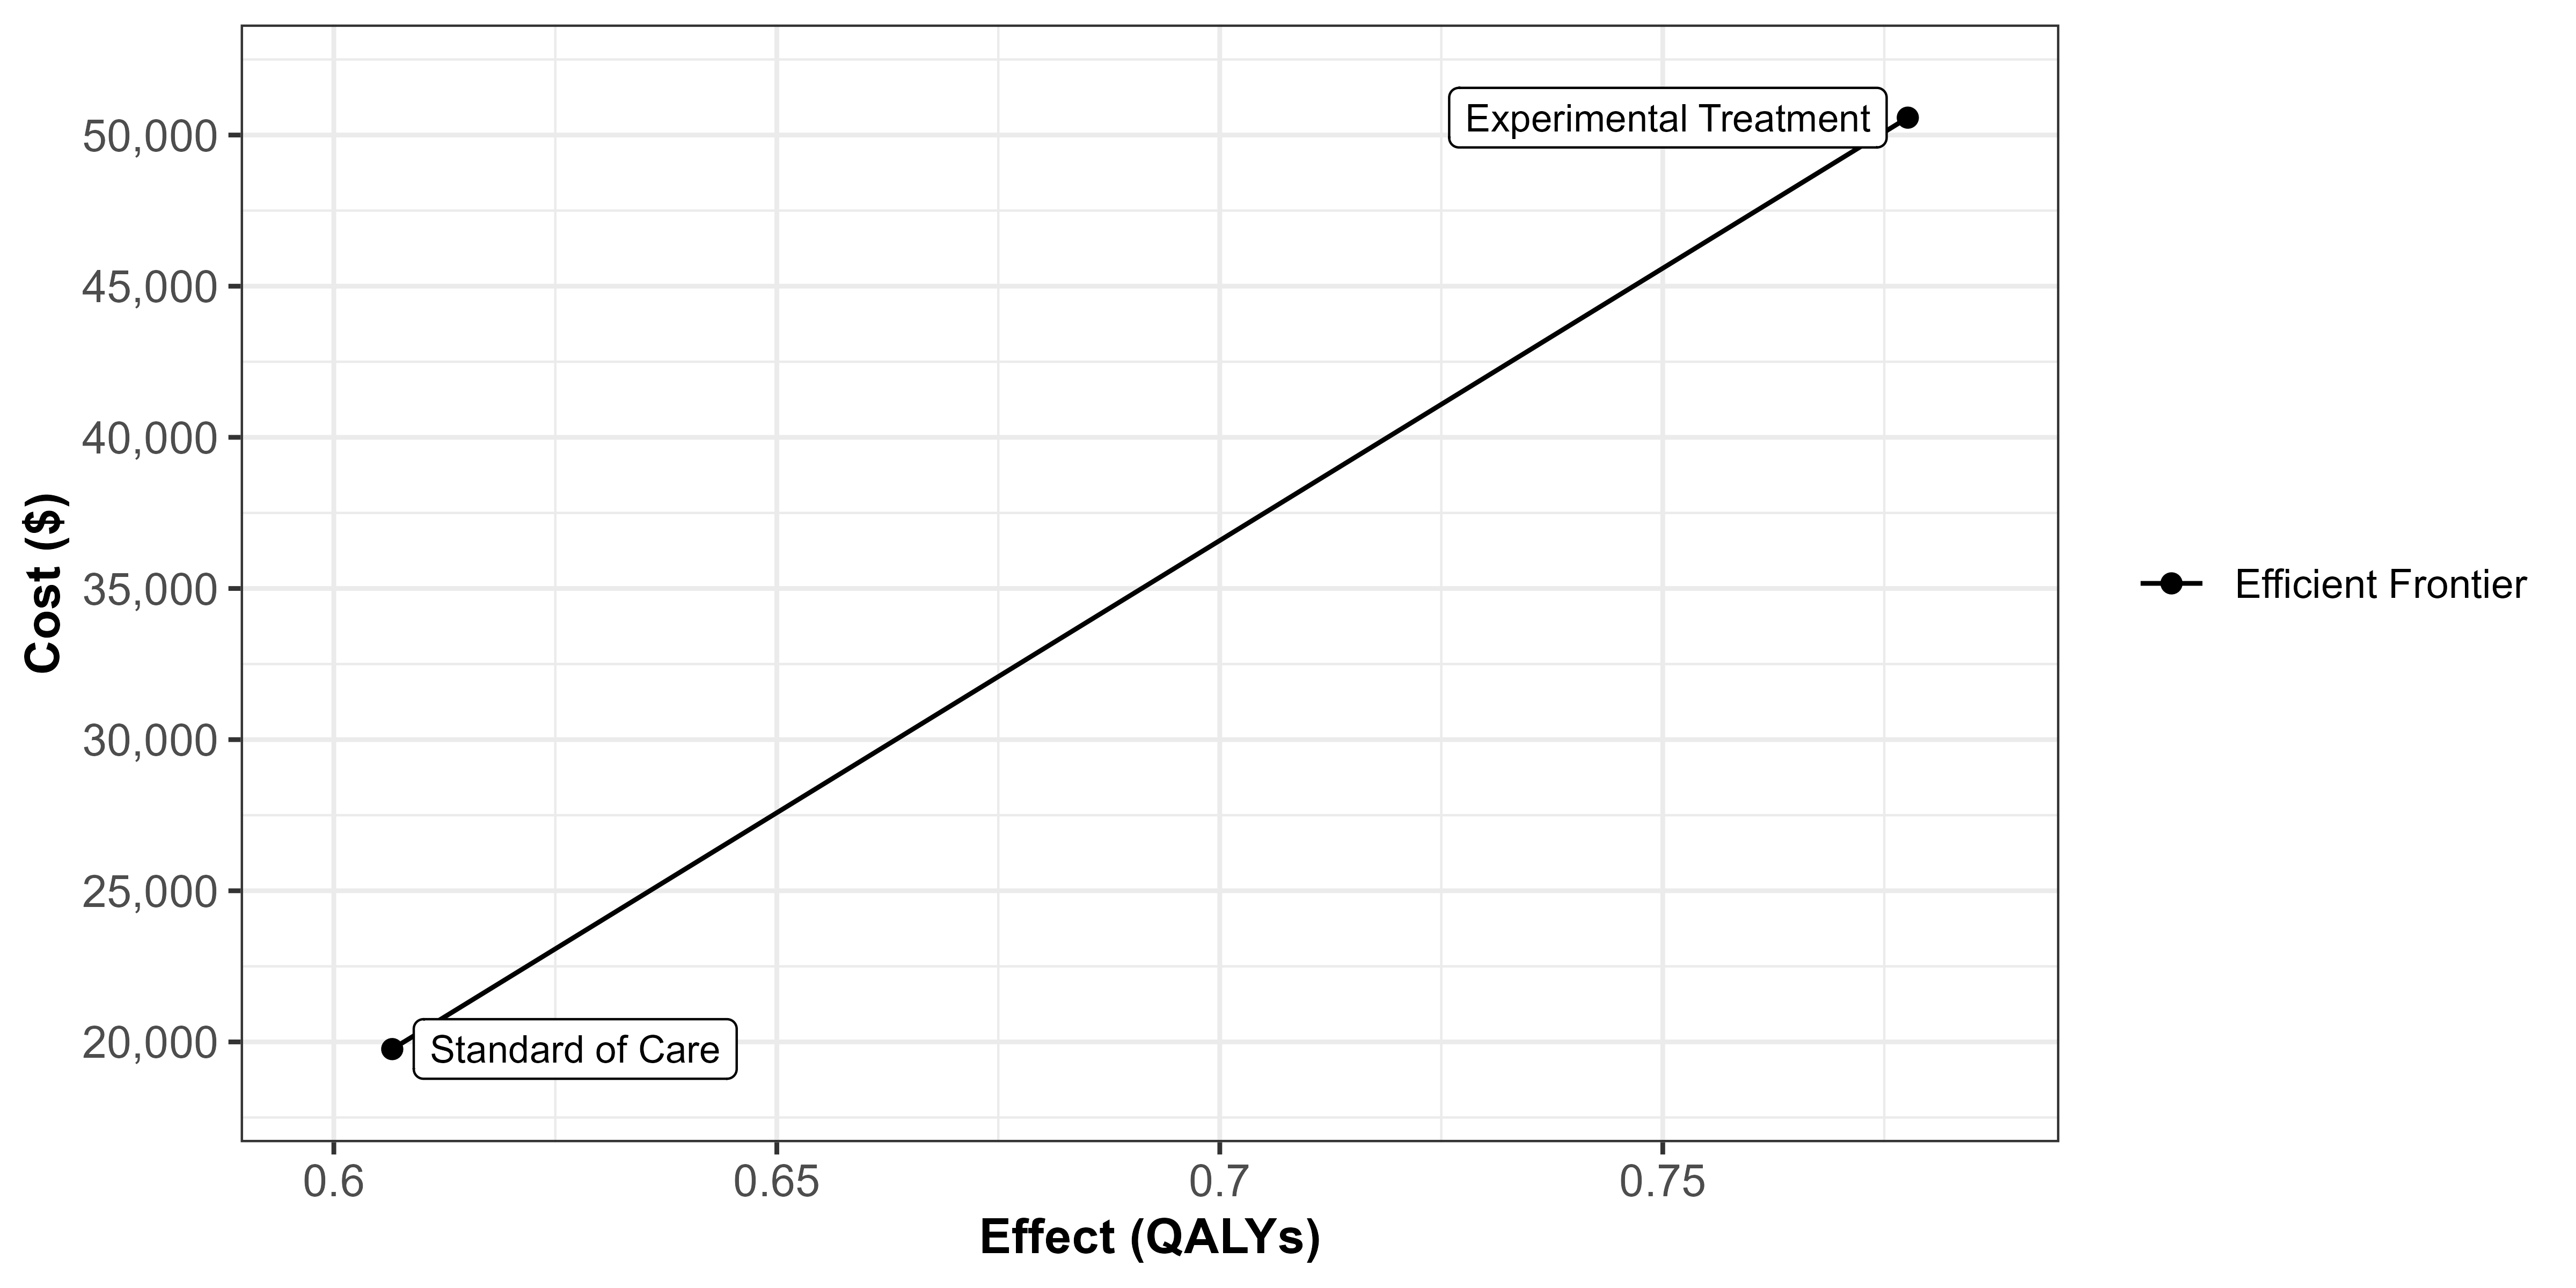 Experimental Treatment
50,000
45,000
40,000
35,000
30,000
25,000
20,000
Cost ($)
Standard of Care
0.6
0.65
0.7
0.75
Effect (QALYs)
Efficient Frontier